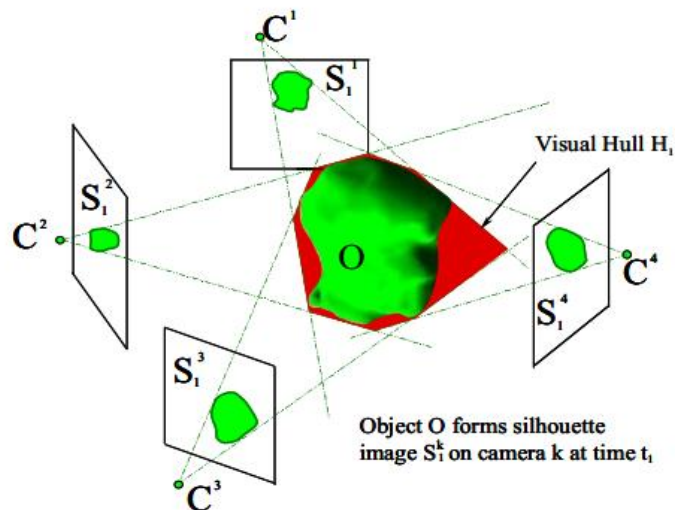 C¹
S₁¹
Visual Hull H₁
S₁²
C²
O
C⁴
S₁⁴
S₁³
C³
Object O forms silhouette
image S₁ᵏ on camera k at time t₁